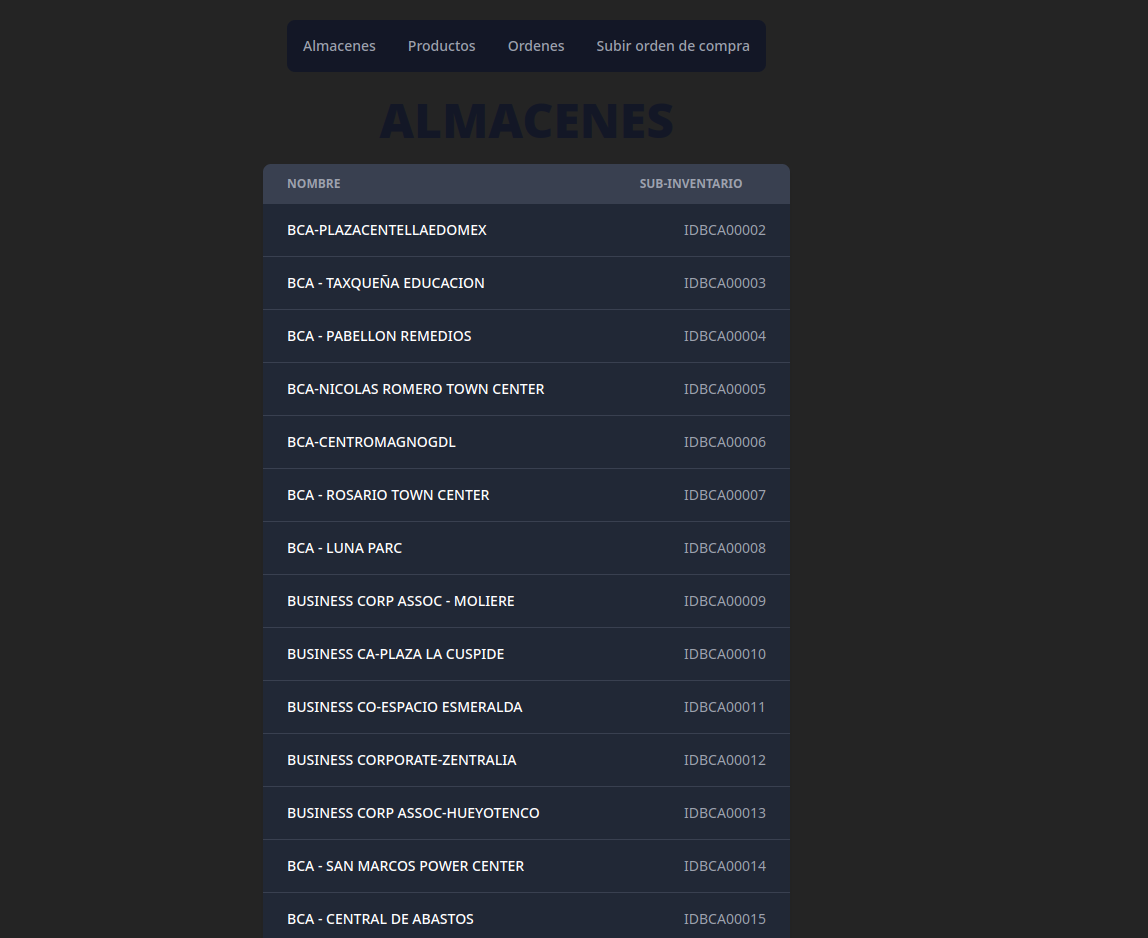 Almacenes Productos Ordenes Subir orden de compra
ALMACENES
NOMBRE SUB-INVENTARIO
BCA-PLAZACENTELLAEDOMEX IDBCA00002
BCA - TAXQUEÑA EDUCACION IDBCA00003
BCA - PABELLON REMEDIOS IDBCA00004
BCA-NICOLAS ROMERO TOWN CENTER IDBCA00005
BCA-CENTROMAGNOGDL IDBCA00006
BCA - ROSARIO TOWN CENTER IDBCA00007
BCA - LUNA PARC IDBCA00008
BUSINESS CORP ASSOC - MOLIERE IDBCA00009
BUSINESS CA-PLAZA LA CUSPIDE IDBCA00010
BUSINESS CO-ESPACIO ESMERALDA IDBCA00011
BUSINESS CORPORATE-ZENTRALIA IDBCA00012
BUSINESS CORP ASSOC-HUEYOTENCO IDBCA00013
BCA - SAN MARCOS POWER CENTER IDBCA00014
BCA - CENTRAL DE ABASTOS IDBCA00015